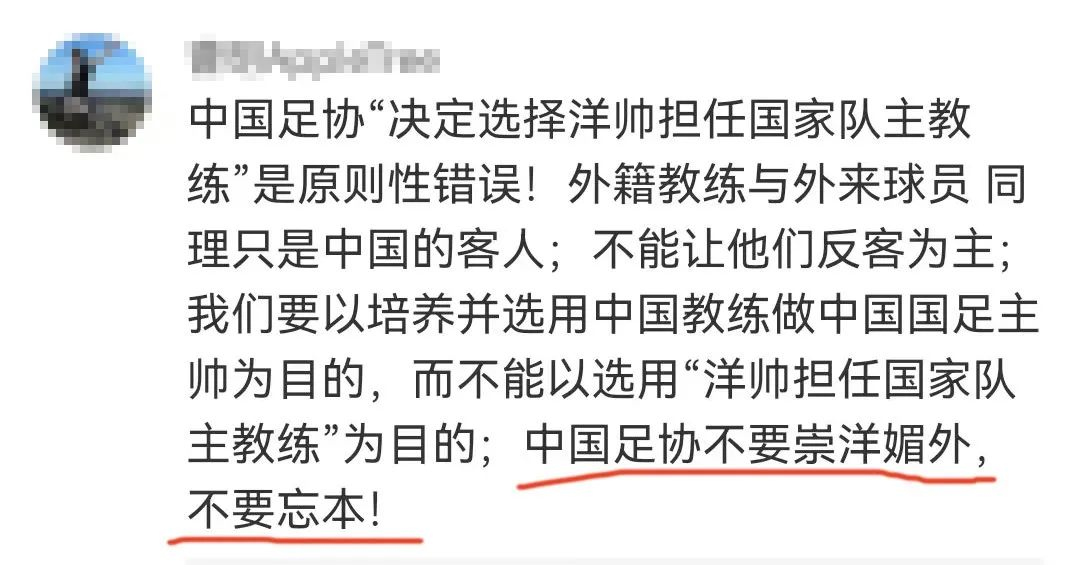 中国足协“决定选择洋帅担任国家队主教
练”是原则性错误！外籍教练与外来球员 同
理只是中国的客人；不能让他们反客为主；
我们要以培养并选用中国教练做中国国足主
帅为目的，而不能以选用“洋帅担任国家队
主教练”为目的；中国足协不要崇洋媚外，
不要忘本！